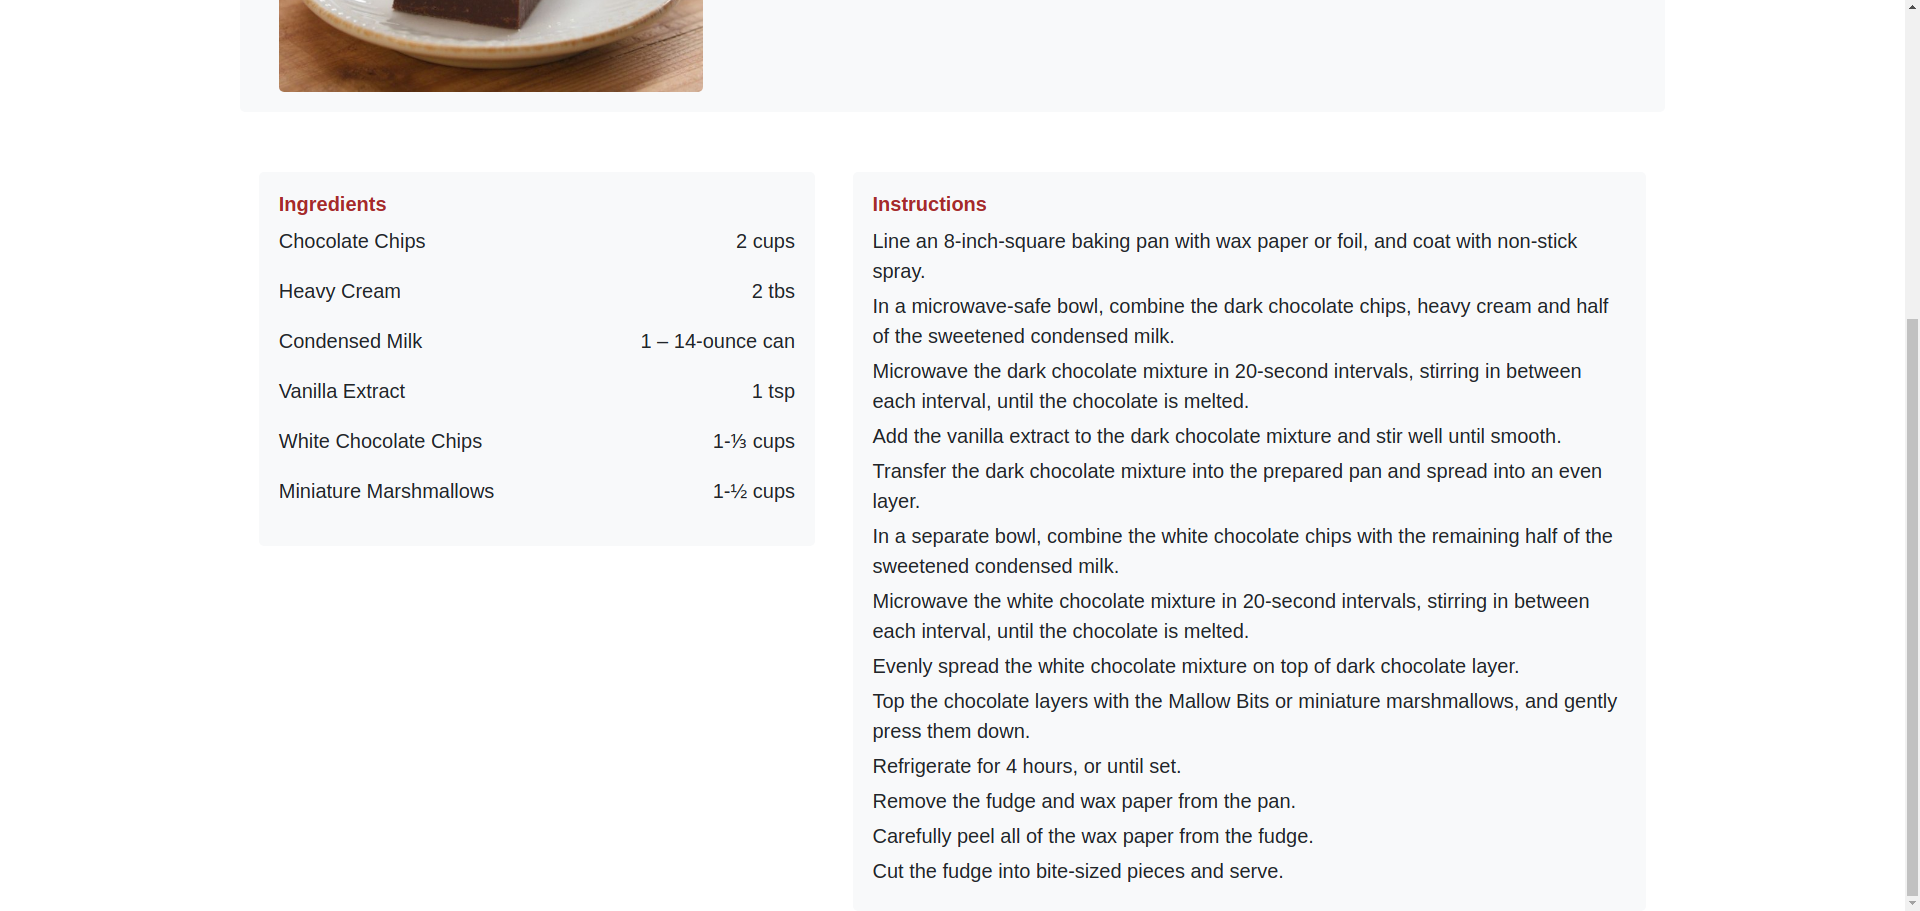 Ingredients
Chocolate Chips 2 cups
Heavy Cream 2 tbs
Condensed Milk 1 – 14-ounce can
Vanilla Extract 1 tsp
White Chocolate Chips 1-⅓ cups
Miniature Marshmallows 1-½ cups
Instructions
Line an 8-inch-square baking pan with wax paper or foil, and coat with non-stick
spray.
In a microwave-safe bowl, combine the dark chocolate chips, heavy cream and half
of the sweetened condensed milk.
Microwave the dark chocolate mixture in 20-second intervals, stirring in between
each interval, until the chocolate is melted.
Add the vanilla extract to the dark chocolate mixture and stir well until smooth.
Transfer the dark chocolate mixture into the prepared pan and spread into an even
layer.
In a separate bowl, combine the white chocolate chips with the remaining half of the
sweetened condensed milk.
Microwave the white chocolate mixture in 20-second intervals, stirring in between
each interval, until the chocolate is melted.
Evenly spread the white chocolate mixture on top of dark chocolate layer.
Top the chocolate layers with the Mallow Bits or miniature marshmallows, and gently
press them down.
Refrigerate for 4 hours, or until set.
Remove the fudge and wax paper from the pan.
Carefully peel all of the wax paper from the fudge.
Cut the fudge into bite-sized pieces and serve.